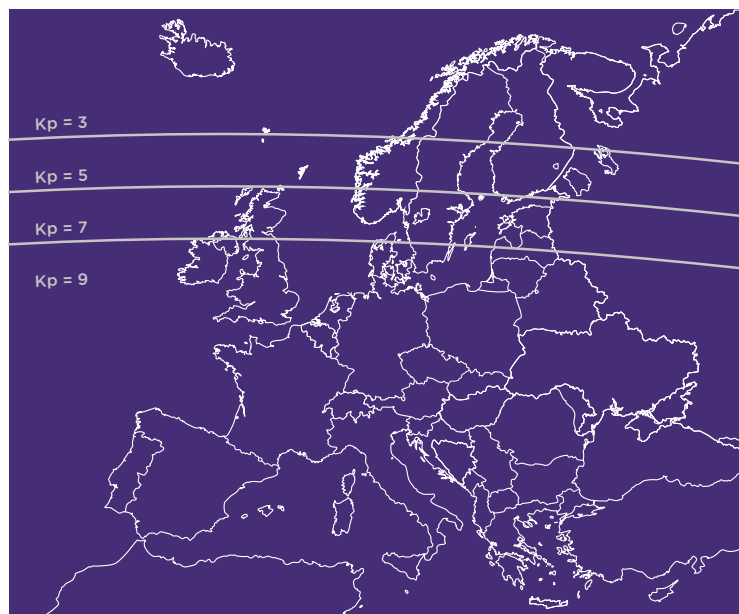 Kp = 3
Kp = 5
Kp = 7
Kp = 9